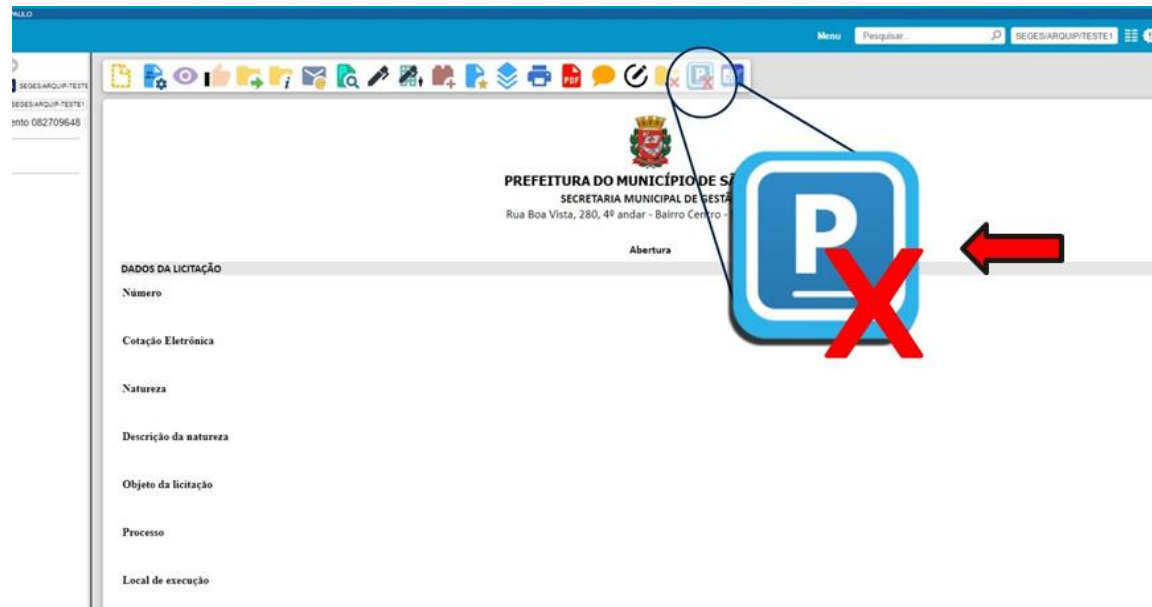 PAULO
Menu
Pesquisar..
SEGES/ARQUIP/TESTE1
SEGES-ARQUIP-TESTE
SEGES-ARQUIP-TESTE1
ento 082709648
PDF
PREFEITURA DO MUNICÍPIO DE SÃ
SECRETARIA MUNICIPAL DE GESTÃ
Rua Boa Vista, 280, 4º andar - Bairro Centro -
P
X
Abertura
DADOS DA LICITAÇÃO
Número
Cotação Eletrônica
Natureza
Descrição da natureza
Objeto da licitação
Processo
Local de execução